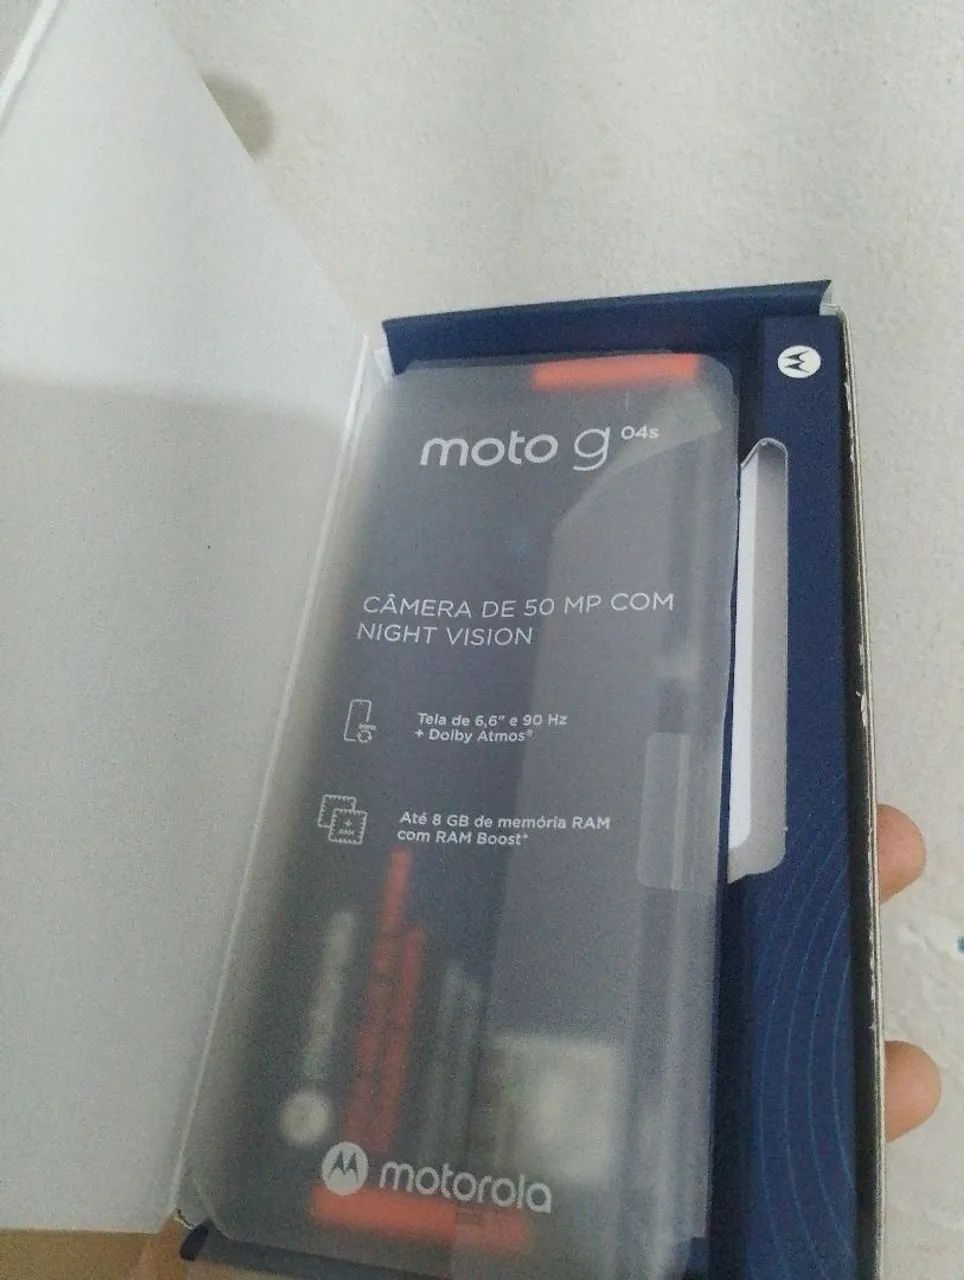 moto g 04s
CÂMERA DE 50 MP COM
NIGHT VISION
Tela de 6,6" e 90 Hz
+ Dolby Atmos®
+
RAM
Até 8 GB de memória RAM
com RAM Boost*
motorola